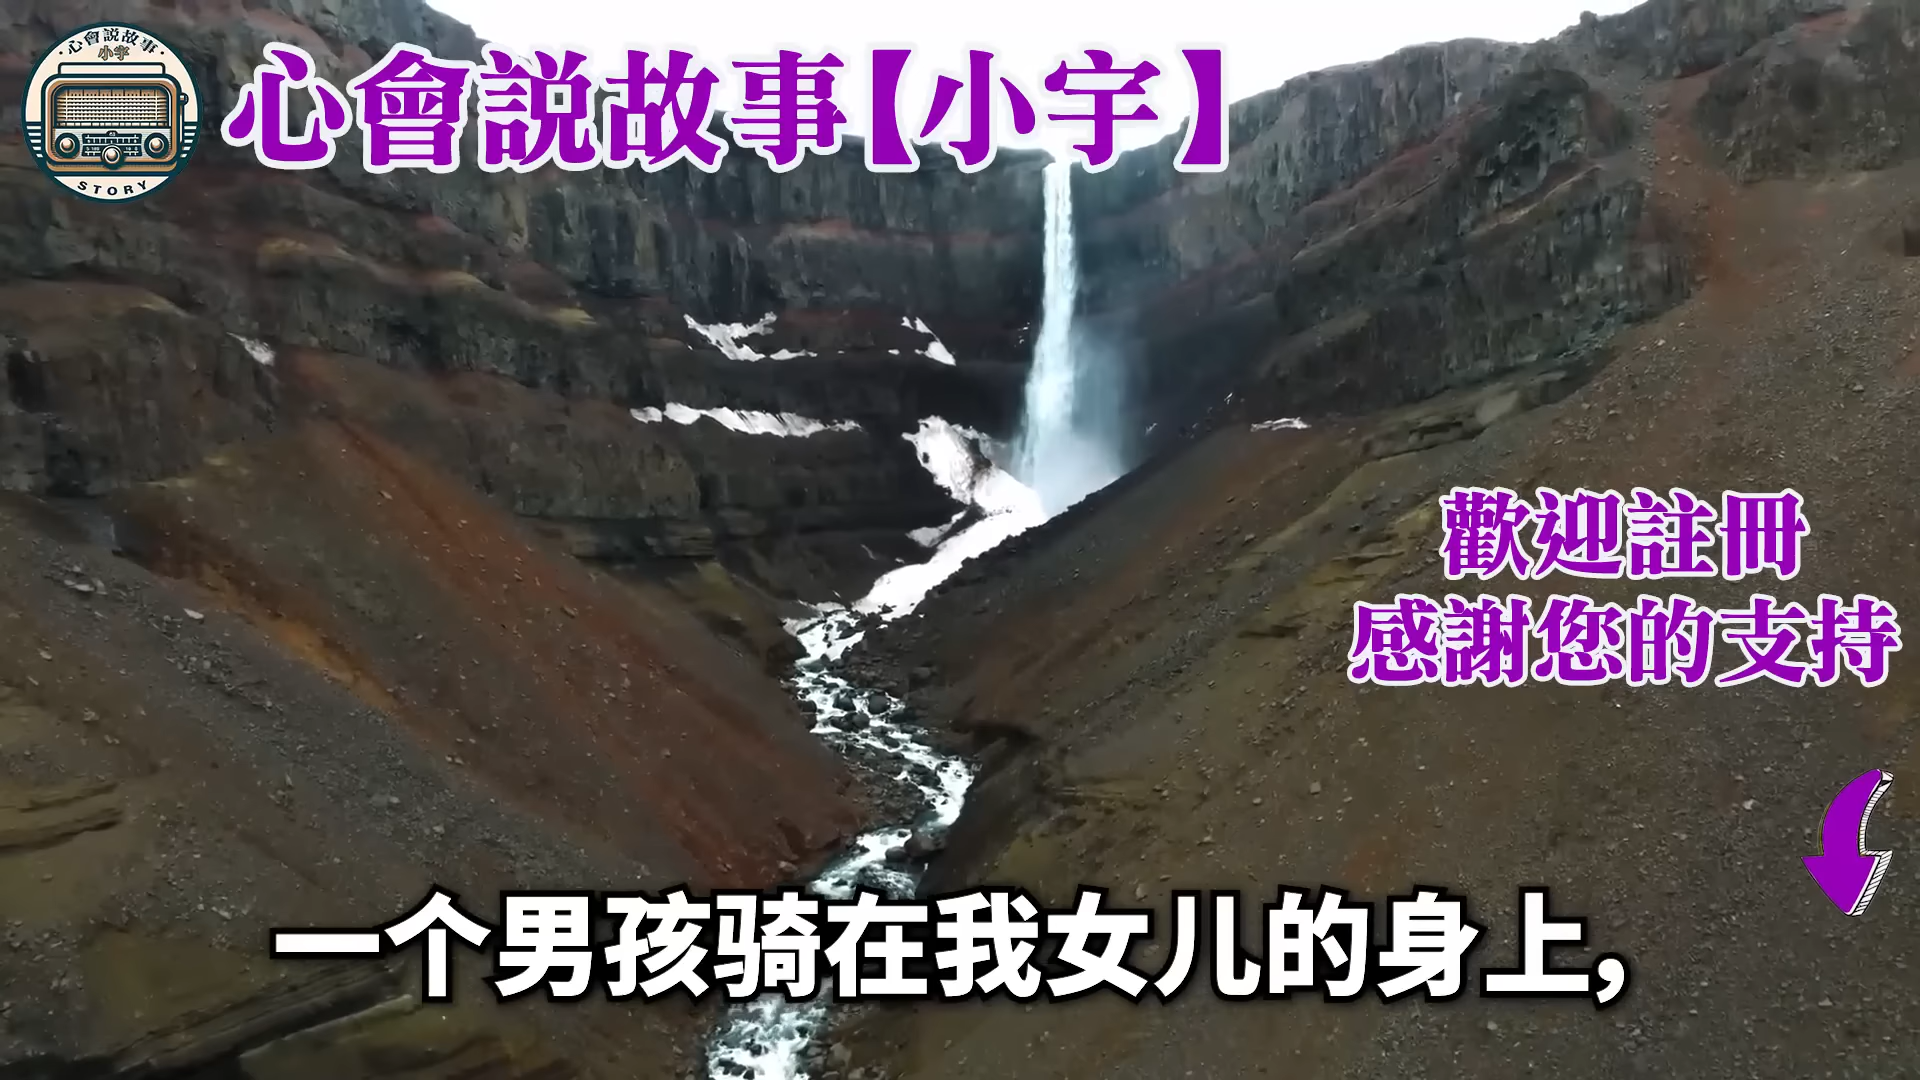 心會説故事
小宇
STORY
心會説故事【小宇】
歡迎註冊
感謝您的支持
一个男孩骑在我女儿的身上,